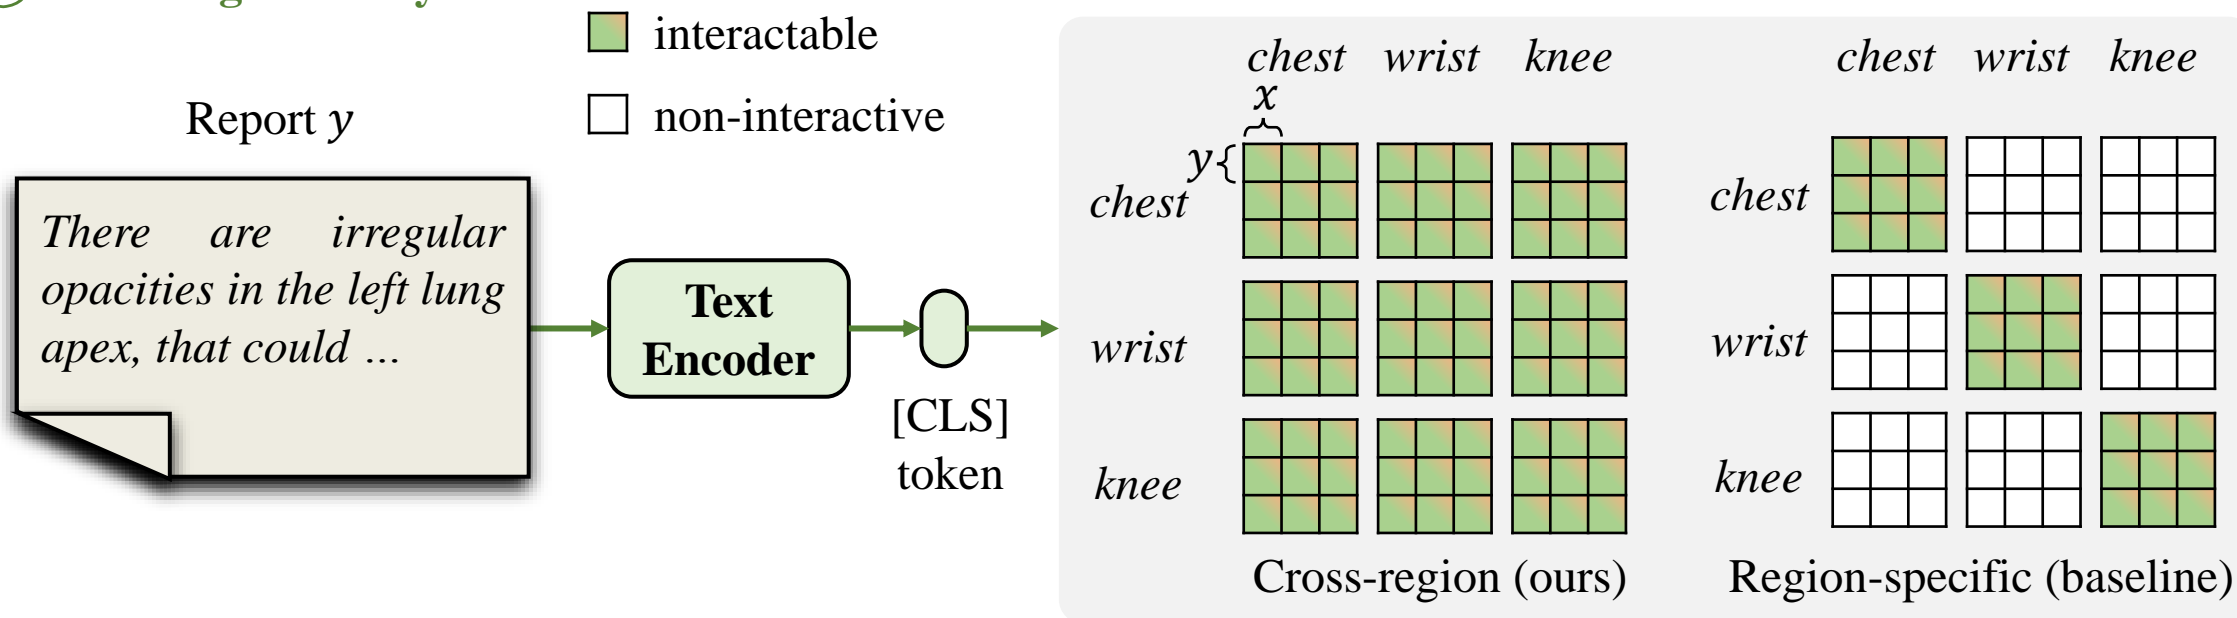 interactable
non-interactive
Report y
There are irregular
opacities in the left lung
apex, that could ...
Text
Encoder
[CLS]
token
chest wrist knee
x
y
chest
wrist
knee
Cross-region (ours)
chest wrist knee
chest
wrist
knee
Region-specific (baseline)